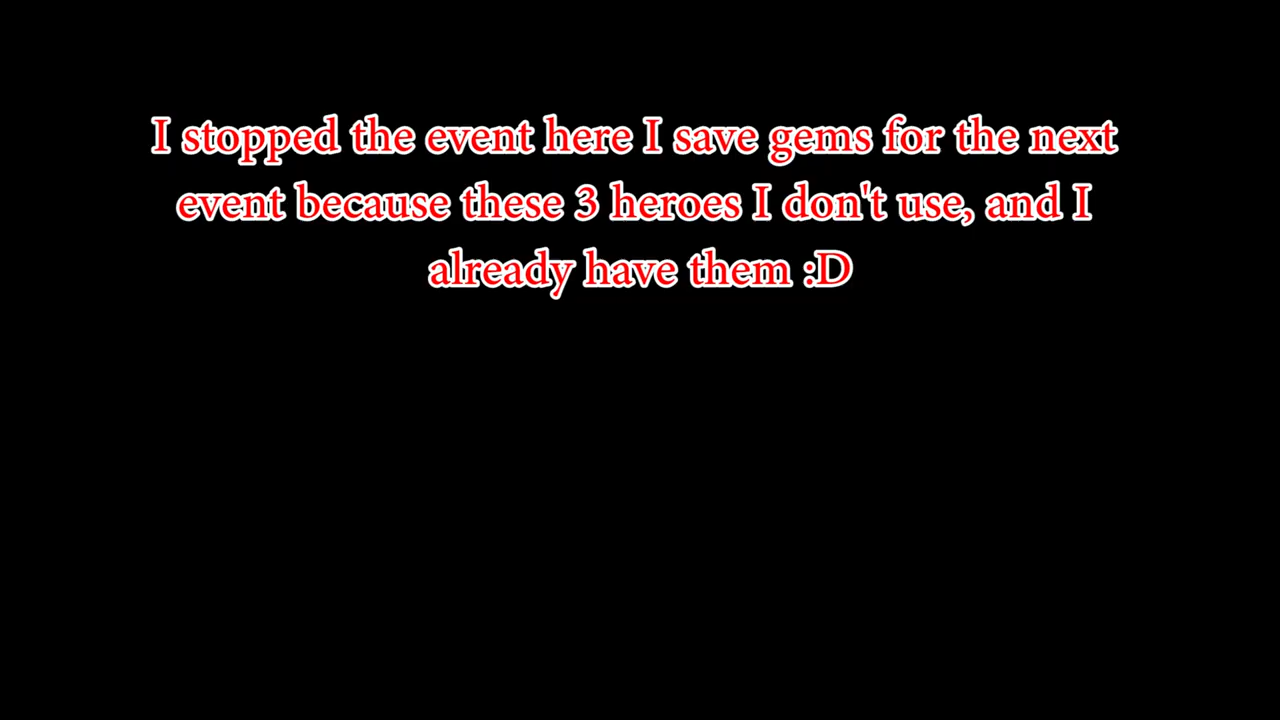 I stopped the event here I save gems for the next
event because these 3 heroes I don't use, and I
already have them :D